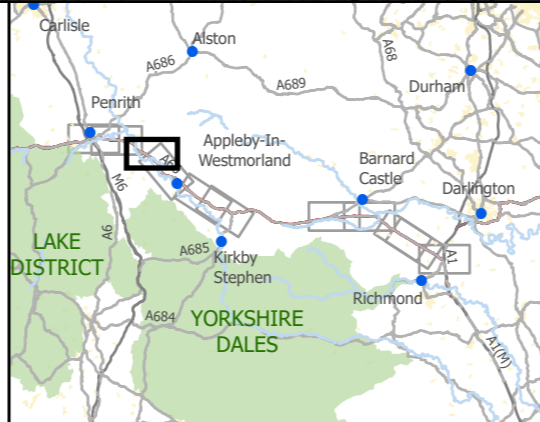 Carlisle
Alston
A686
A68
A689
Durham
Penrith
Appleby-In-
Westmorland
A66
Barnard
Castle
Darlington
M6
A6
LAKE
DISTRICT
A685
Kirkby
Stephen
A1
Richmond
A684
YORKSHIRE
DALES
A1(M)